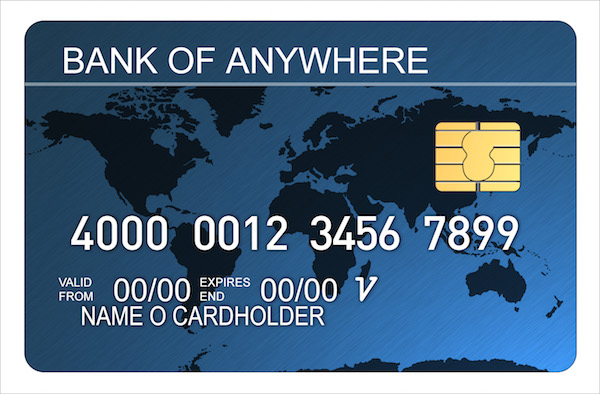 BANK OF ANYWHERE
4000 0012 3456 7899
VALID FROM 00/00 EXPIRES END 00/00 V
NAME O CARDHOLDER